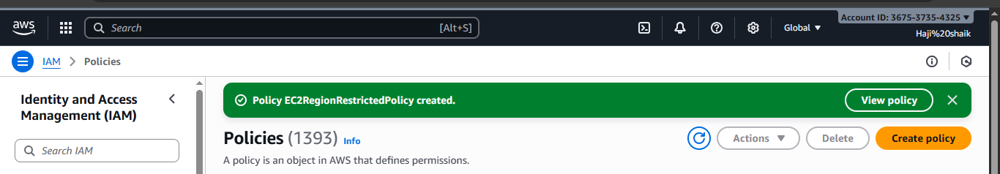 aws
Search
[Alt+S]
Global
Account ID: 3675-3735-4325
Haji%20shaik
IAM > Policies
Identity and Access
Management (IAM)
Search IAM
Policy EC2RegionRestrictedPolicy created.
View policy
Policies (1393) Info
Actions
Delete
Create policy
A policy is an object in AWS that defines permissions.